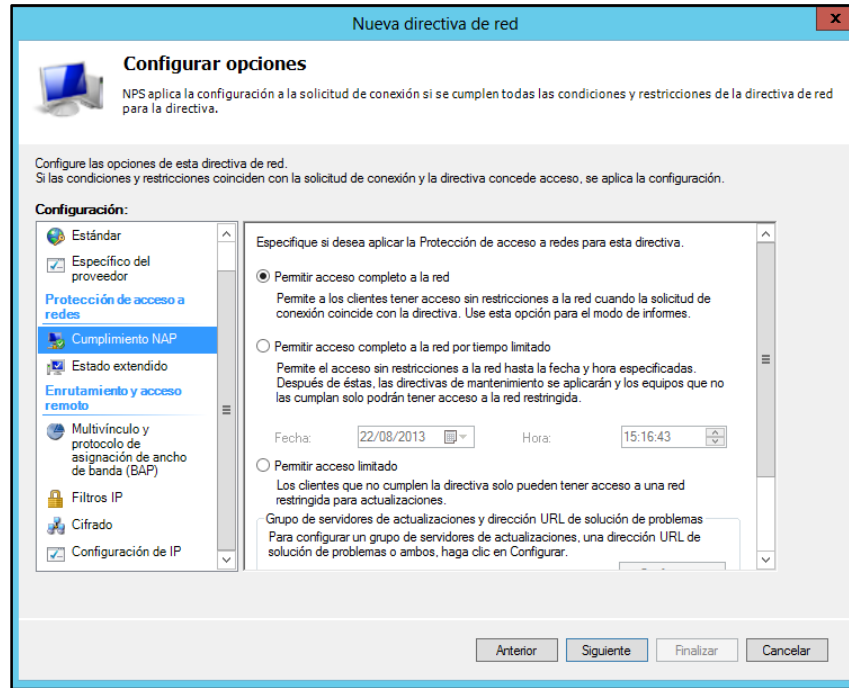 Nueva directiva de red
x
Configurar opciones
NPS aplica la configuración a la solicitud de conexión si se cumplen todas las condiciones y restricciones de la directiva de red
para la directiva.
Configure las opciones de esta directiva de red.
Si las condiciones y restricciones coinciden con la solicitud de conexión y la directiva concede acceso, se aplica la configuración.
Configuración:
Estándar
Específico del
proveedor
Protección de acceso a
redes
Cumplimiento NAP
Estado extendido
Enrutamiento y acceso
remoto
Multivínculo y
protocolo de
asignación de ancho
de banda (BAP)
Filtros IP
Cifrado
Configuración de IP
Especifique si desea aplicar la Protección de acceso a redes para esta directiva.
Permitir acceso completo a la red
Permite a los clientes tener acceso sin restricciones a la red cuando la solicitud de
conexión coincide con la directiva. Use esta opción para el modo de informes.
Permitir acceso completo a la red por tiempo limitado
Permite el acceso sin restricciones a la red hasta la fecha y hora especificadas.
Después de éstas, las directivas de mantenimiento se aplicarán y los equipos que no
las cumplan solo podrán tener acceso a la red restringida.
Fecha: 22/08/2013 Hora: 15:16:43
Permitir acceso limitado
Los clientes que no cumplen la directiva solo pueden tener acceso a una red
restringida para actualizaciones.
Grupo de servidores de actualizaciones y dirección URL de solución de problemas
Para configurar un grupo de servidores de actualizaciones, una dirección URL de
solución de problemas o ambos, haga clic en Configurar.
Anterior Siguiente Finalizar Cancelar